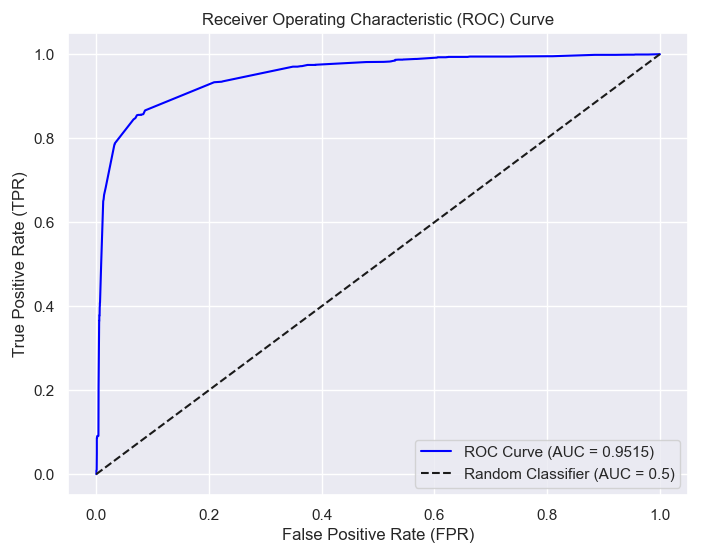 Receiver Operating Characteristic (ROC) Curve
True Positive Rate (TPR)
1.0
0.8
0.6
0.4
0.2
0.0
ROC Curve (AUC = 0.9515)
Random Classifier (AUC = 0.5)
0.0 0.2 0.4 0.6 0.8 1.0
False Positive Rate (FPR)